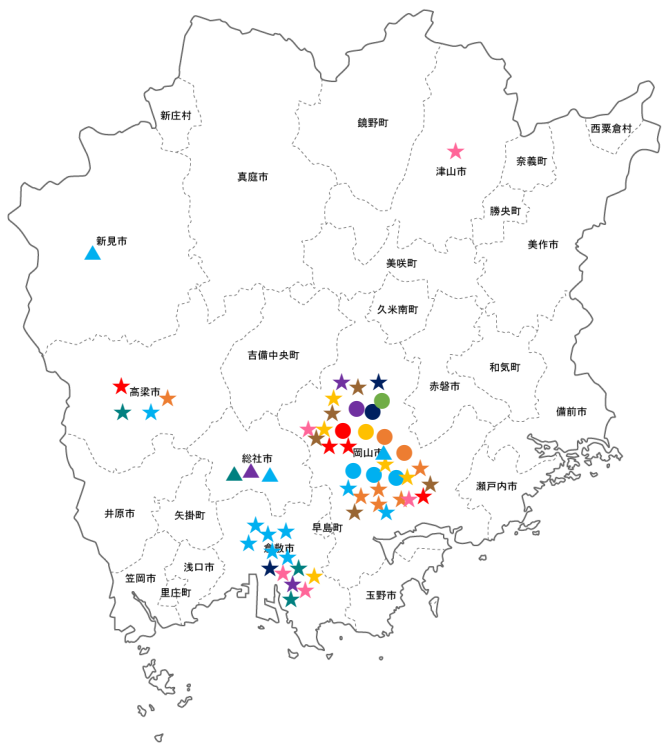 新庄村
鏡野町
西粟倉村
奈義町
津山市
真庭市
勝央町
新見市
美作市
美咲町
久米南町
吉備中央町
和気町
赤磐市
高梁市
備前市
岡山市
総社市
瀬戸内市
井原市
矢掛町
早島町
倉敷市
浅口市
笠岡市
里庄町
玉野市